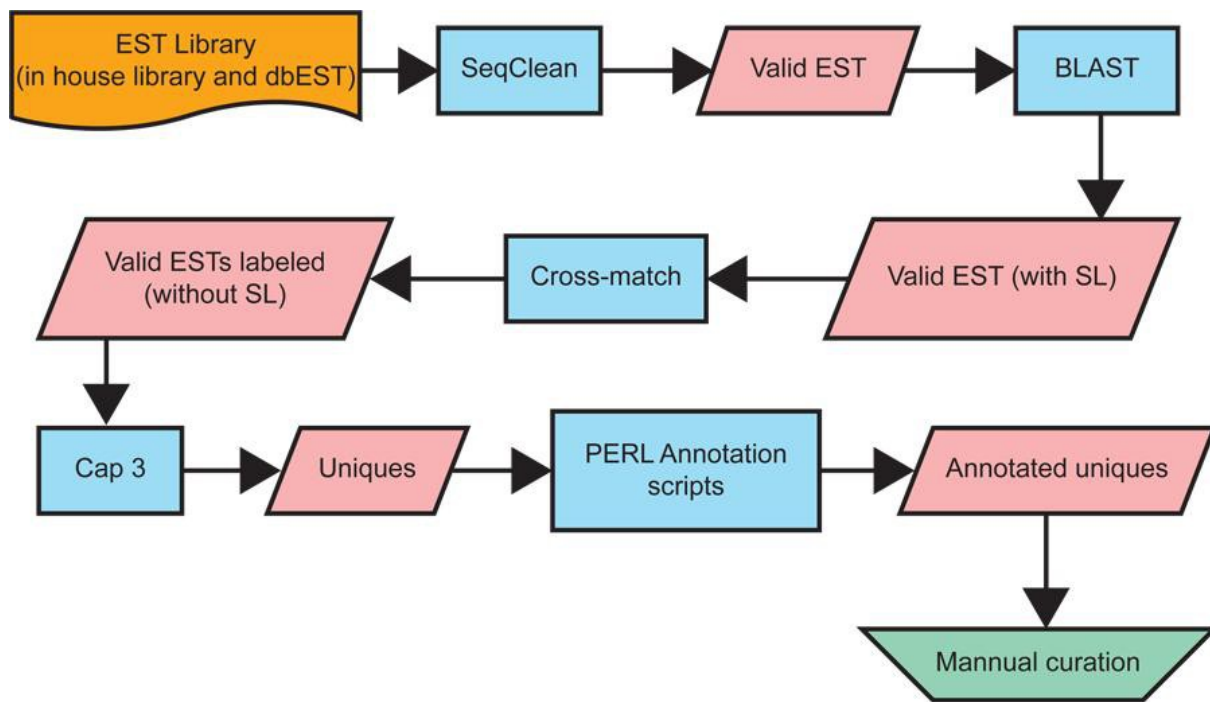 EST Library
(in house library and dbEST)
SeqClean
Valid EST
BLAST
Valid ESTs labeled
(without SL)
Cross-match
Valid EST (with SL)
Cap 3
Uniques
PERL Annotation
scripts
Annotated uniques
Mannual curation